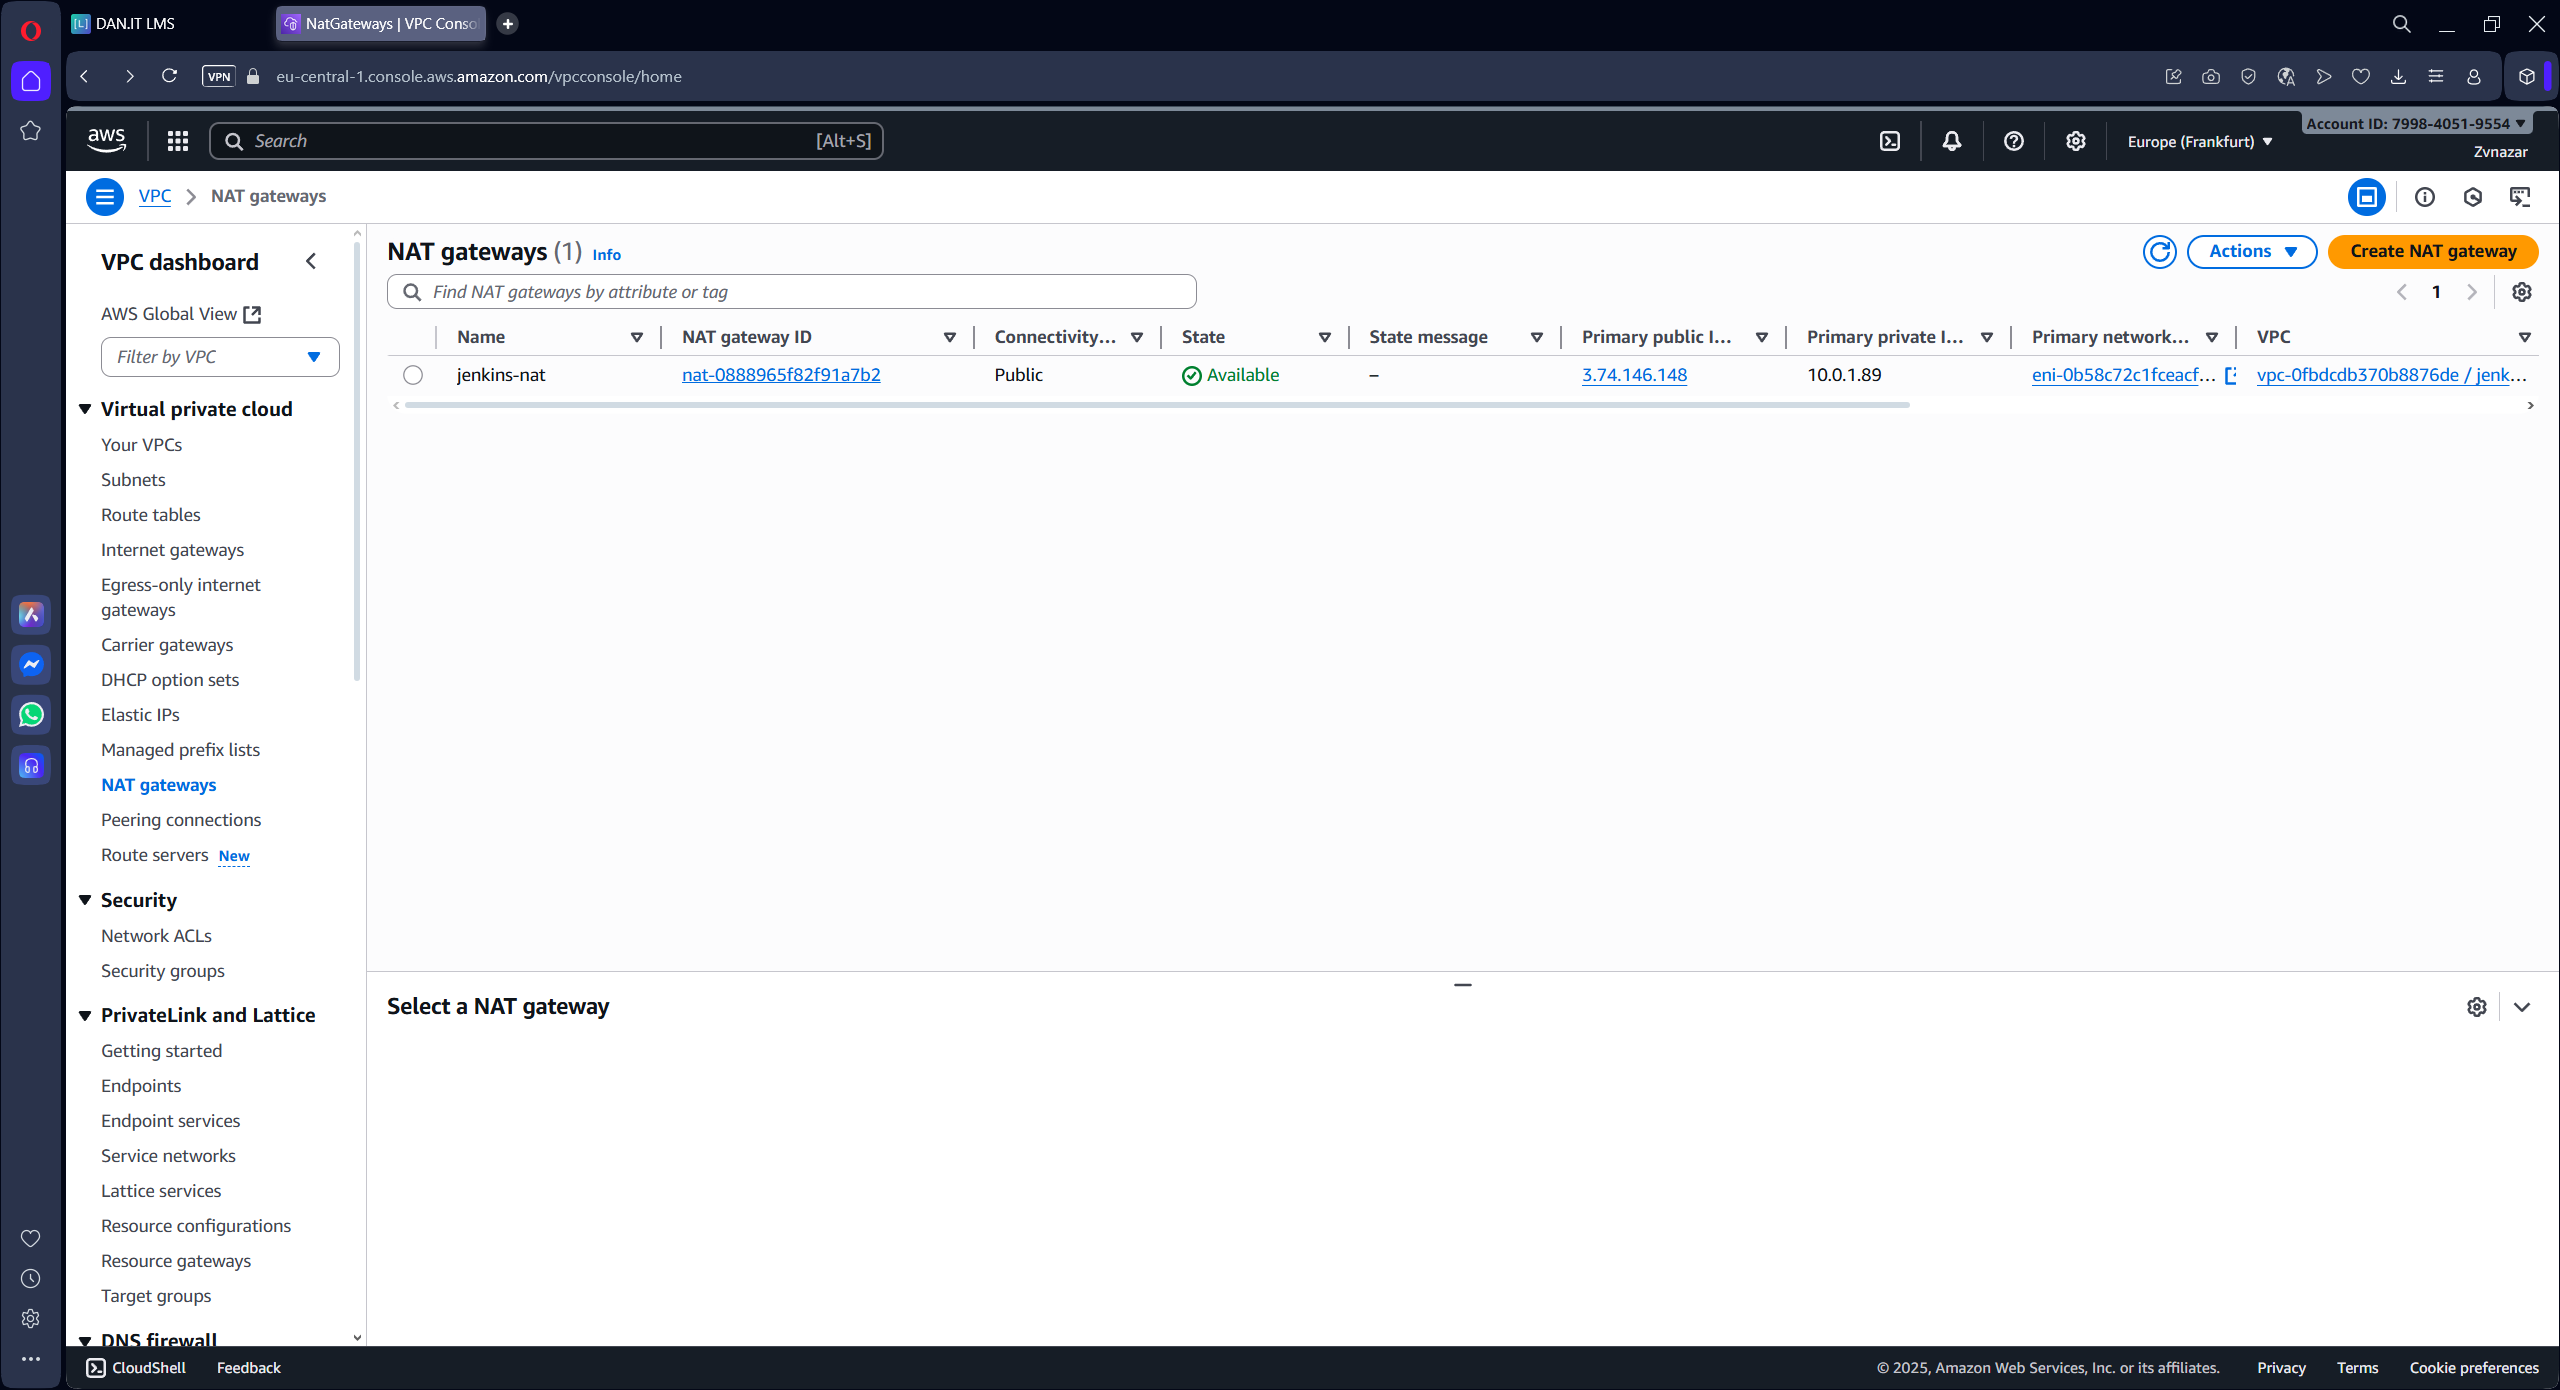 DAN.IT LMS
NatGateways | VPC Conso
VPN
eu-central-1.console.aws.amazon.com/vpcconsole/home
aws
Search
[Alt+S]
Europe (Frankfurt)
Account ID: 7998-4051-9554
Zvnazar
VPC
NAT gateways
VPC dashboard
AWS Global View
Filter by VPC
Virtual private cloud
Your VPCs
Subnets
Route tables
Internet gateways
Egress-only internet
gateways
Carrier gateways
DHCP option sets
Elastic IPs
Managed prefix lists
NAT gateways
Peering connections
Route servers New
Security
Network ACLs
Security groups
PrivateLink and Lattice
Getting started
Endpoints
Endpoint services
Service networks
Lattice services
Resource configurations
Resource gateways
Target groups
DNS firewall
NAT gateways (1) Info
Actions
Create NAT gateway
Find NAT gateways by attribute or tag
1
Name NAT gateway ID Connectivity... State State message Primary public I... Primary private I... Primary network... VPC
jenkins-nat nat-0888965f82f91a7b2 Public Available – 3.74.146.148 10.0.1.89 eni-0b58c72c1fceacf... vpc-0fbdcdb370b8876de / jenk...
Select a NAT gateway
CloudShell
Feedback
© 2025, Amazon Web Services, Inc. or its affiliates.
Privacy
Terms
Cookie preferences